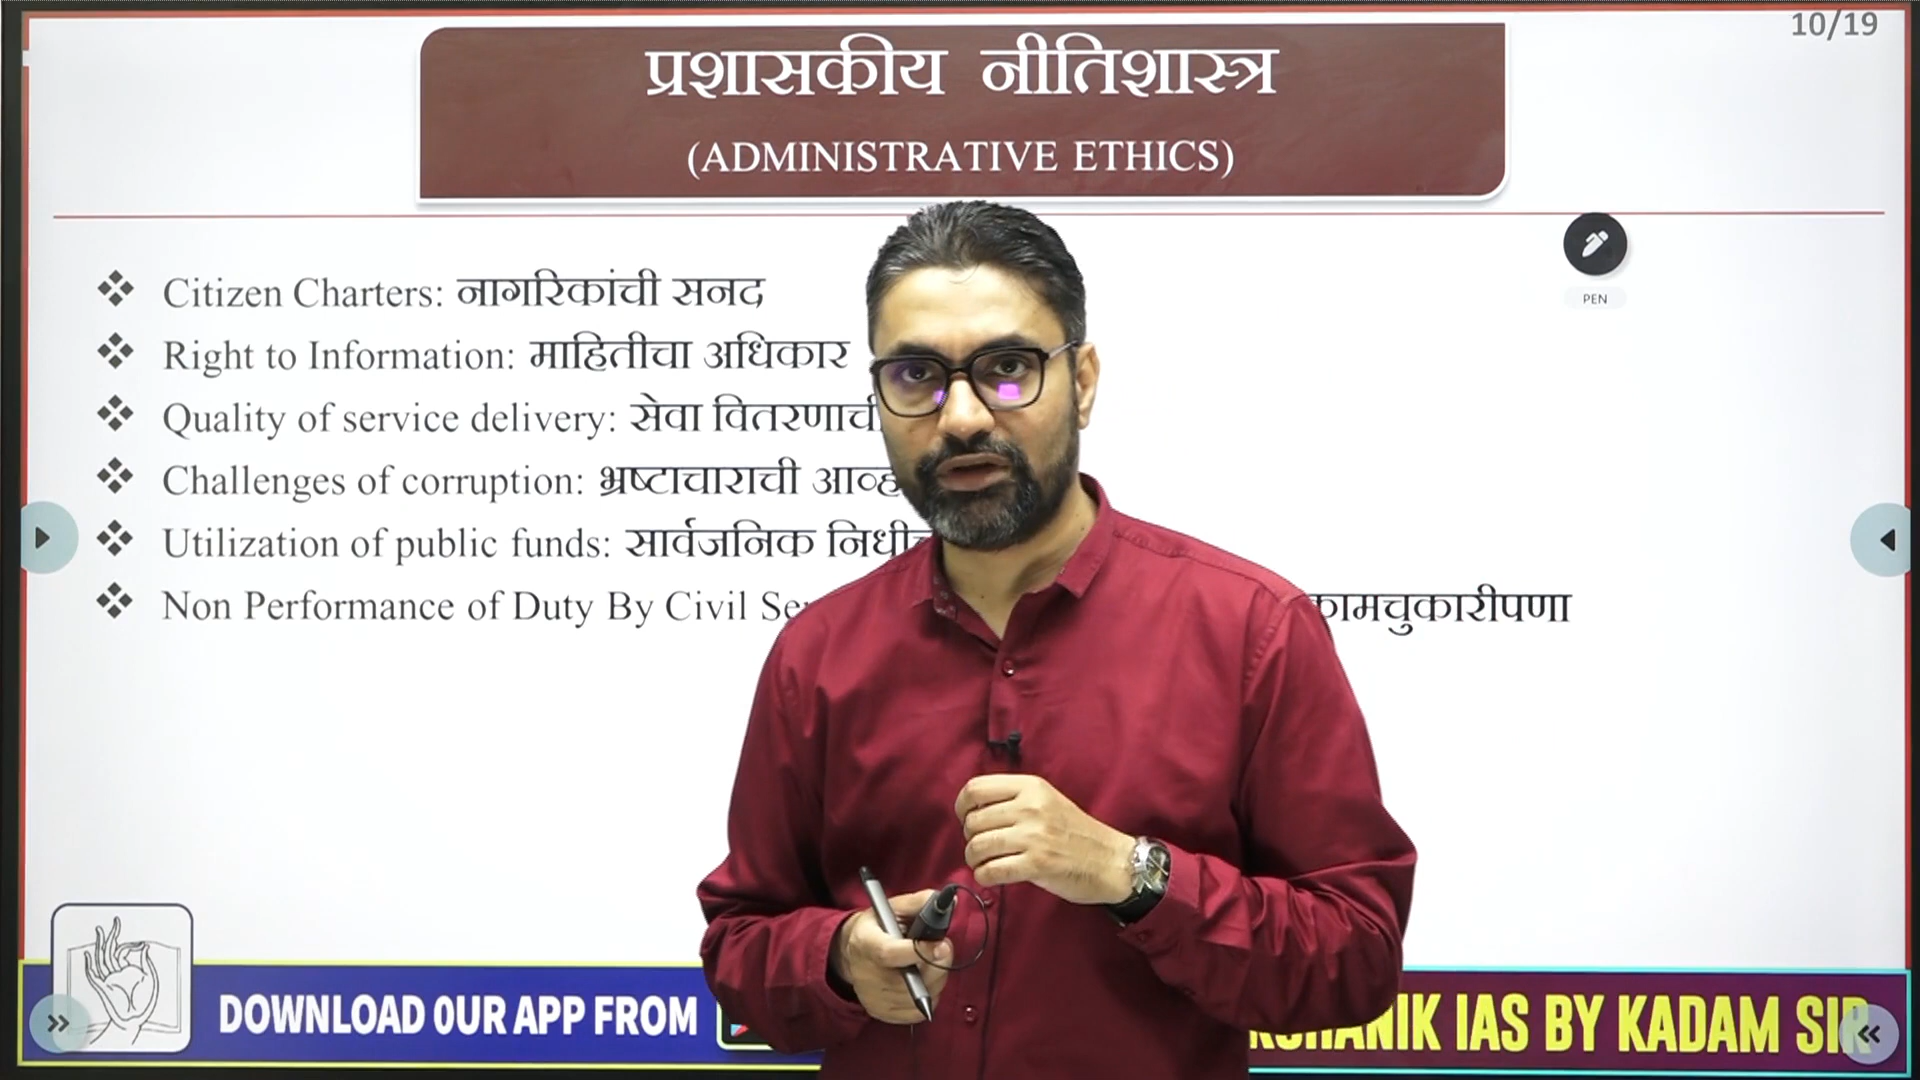 10/19
प्रशासकीय नीतिशास्त्र
(ADMINISTRATIVE ETHICS)
PEN
Citizen Charters: नागरिकांची सनद
Right to Information: माहितीचा अधिकार
Quality of service delivery: सेवा वितरणाची
Challenges of corruption: भ्रष्टाचाराची
Utilization of public funds: सार्वजनिक
Non Performance of Duty By Civil कामचुकारीपणा
DOWNLOAD 0UR APP FROM IAS BY KADAM SIR